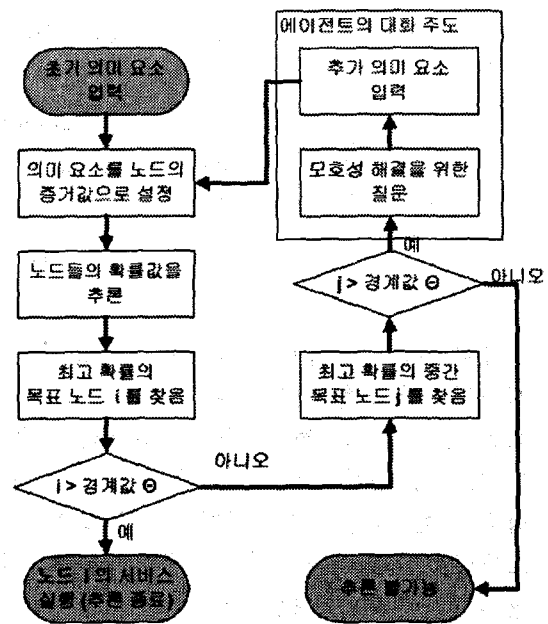 초기 의미 요소
입력
의미 요소를 노드의
증거값으로 설정
노드들의 확률값을
추론
최고 확률의
목표 노드 i를 찾음
i > 경계값 Θ
아니오
예
노드 i의 서비스
실행 (추론 종료)
에이전트의 대화 주도
추가 의미 요소
입력
모호성 해결을 위한
질문
예
j > 경계값 Θ
아니오
최고 확률의 중간
목표 노드 j를 찾음
추론 불가능